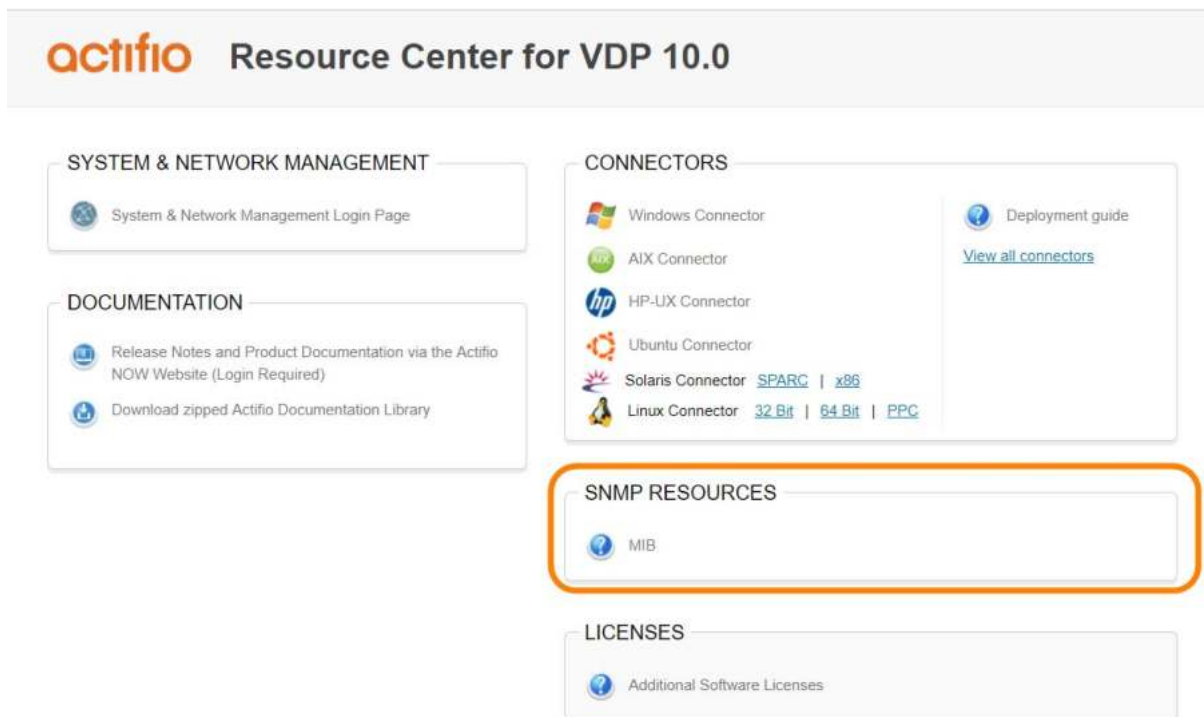 actifio Resource Center for VDP 10.0
SYSTEM & NETWORK MANAGEMENT
System & Network Management Login Page
DOCUMENTATION
Release Notes and Product Documentation via the Actifio
NOW Website (Login Required)
Download zipped Actifio Documentation Library
CONNECTORS
Windows Connector
AIX Connector
HP-UX Connector
Ubuntu Connector
Solaris Connector SPARC | x86
Linux Connector 32 Bit | 64 Bit | PPC
Deployment guide
View all connectors
SNMP RESOURCES
MIB
LICENSES
Additional Software Licenses